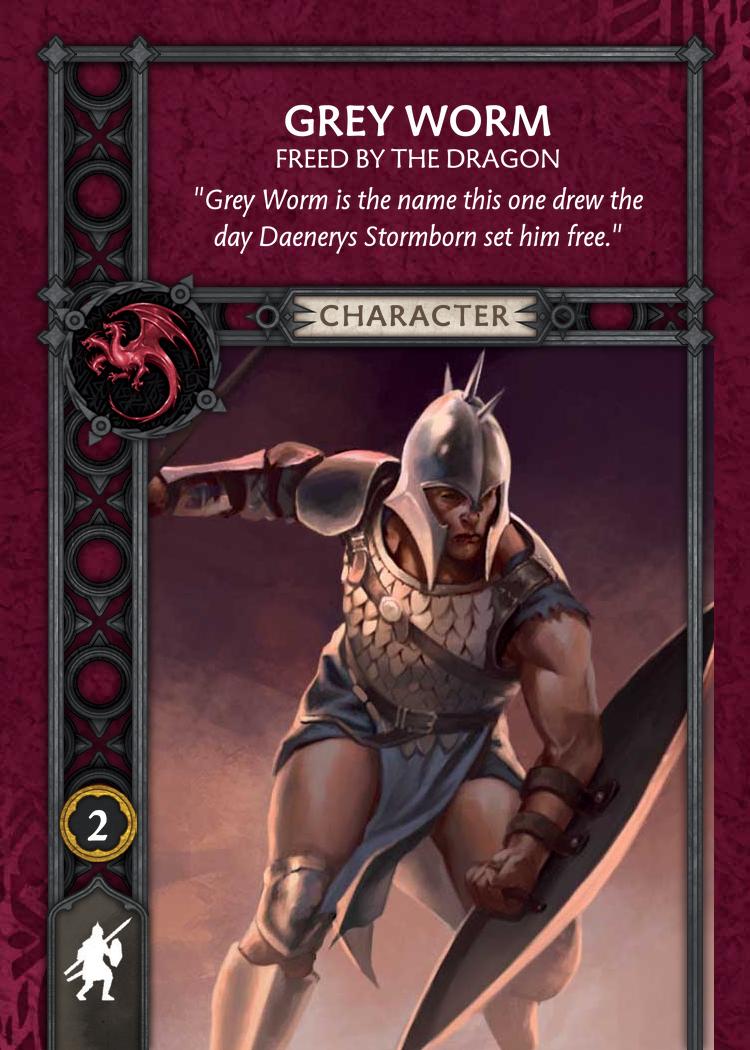 GREY WORM
FREED BY THE DRAGON
"Grey Worm is the name this one drew the
day Daenerys Stormborn set him free."
CHARACTER
2